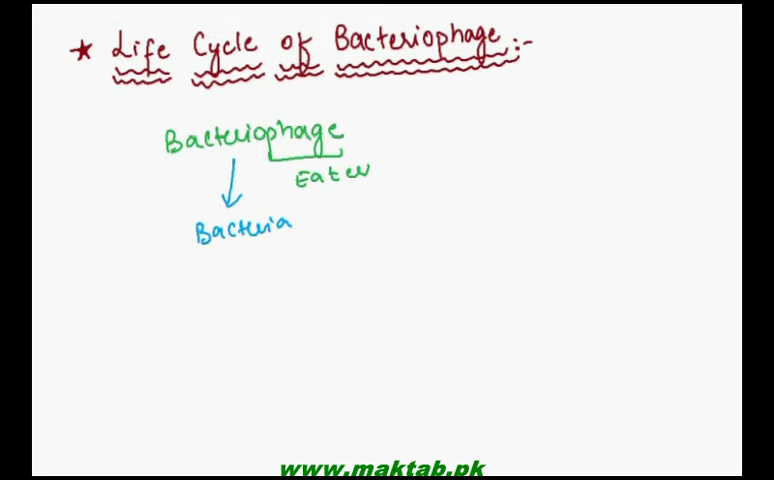 ★ Life Cycle of Bacteriophage :-
Bacteriophage
Eater
Bacteria
www.maktab.pk